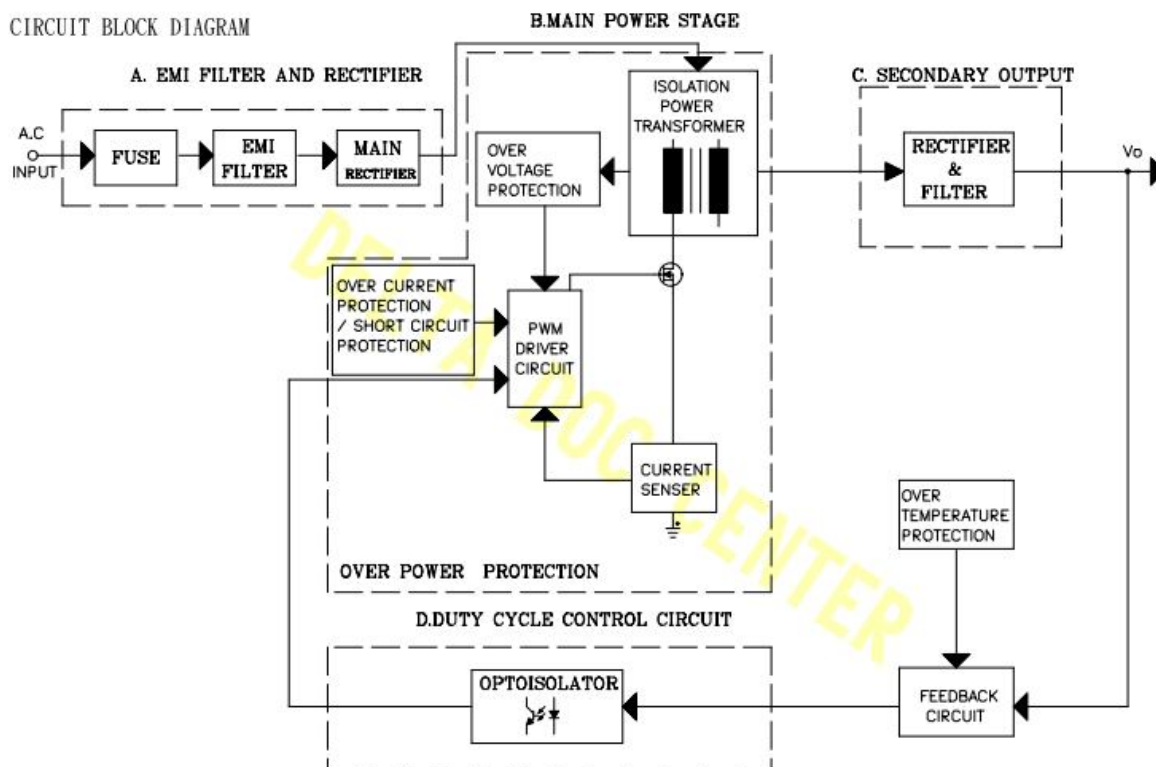 CIRCUIT BLOCK DIAGRAM
B.MAIN POWER STAGE
A. EMI FILTER AND RECTIFIER
C. SECONDARY OUTPUT
A.C
INPUT
FUSE
EMI
FILTER
MAIN
RECTIFIER
OVER
VOLTAGE
PROTECTION
ISOLATION
POWER
TRANSFORMER
RECTIFIER
&
FILTER
Vo
OVER CURRENT
PROTECTION
/ SHORT CIRCUIT
PROTECTION
PWM
DRIVER
CIRCUIT
CURRENT
SENSER
OVER
TEMPERATURE
PROTECTION
OVER POWER PROTECTION
D.DUTY CYCLE CONTROL CIRCUIT
OPTOISOLATOR
FEEDBACK
CIRCUIT
DELTA DOC CENTER